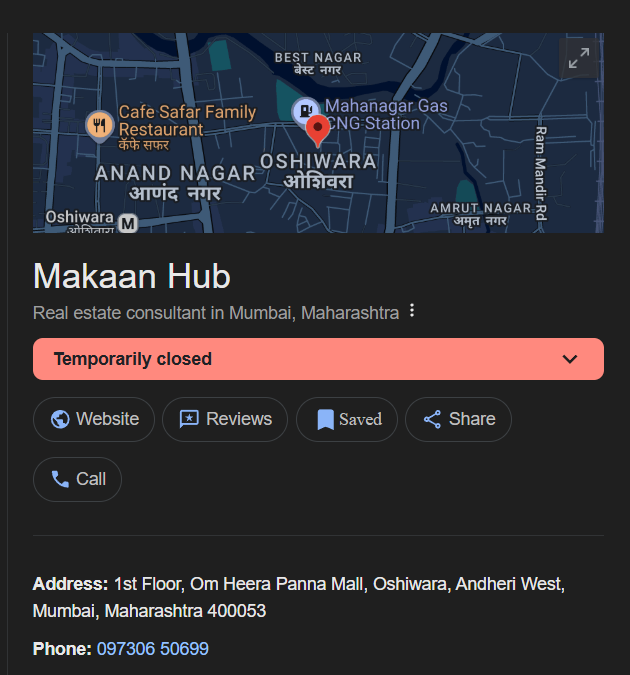 BEST NAGAR
बेस्ट नगर
Cafe Safar Family
Restaurant
कॅफे सफर
Mahanagar Gas
CNG Station
OSHIWARA
ओशिवरा
ANAND NAGAR
आणंद नगर
Ram Mandir Rd
AMRUT NAGAR
अमृत नगर
Oshiwara M
ओशिवारा
Makaan Hub
Real estate consultant in Mumbai, Maharashtra
Temporarily closed
Website
Reviews
Saved
Share
Call
Address: 1st Floor, Om Heera Panna Mall, Oshiwara, Andheri West,
Mumbai, Maharashtra 400053
Phone: 097306 50699